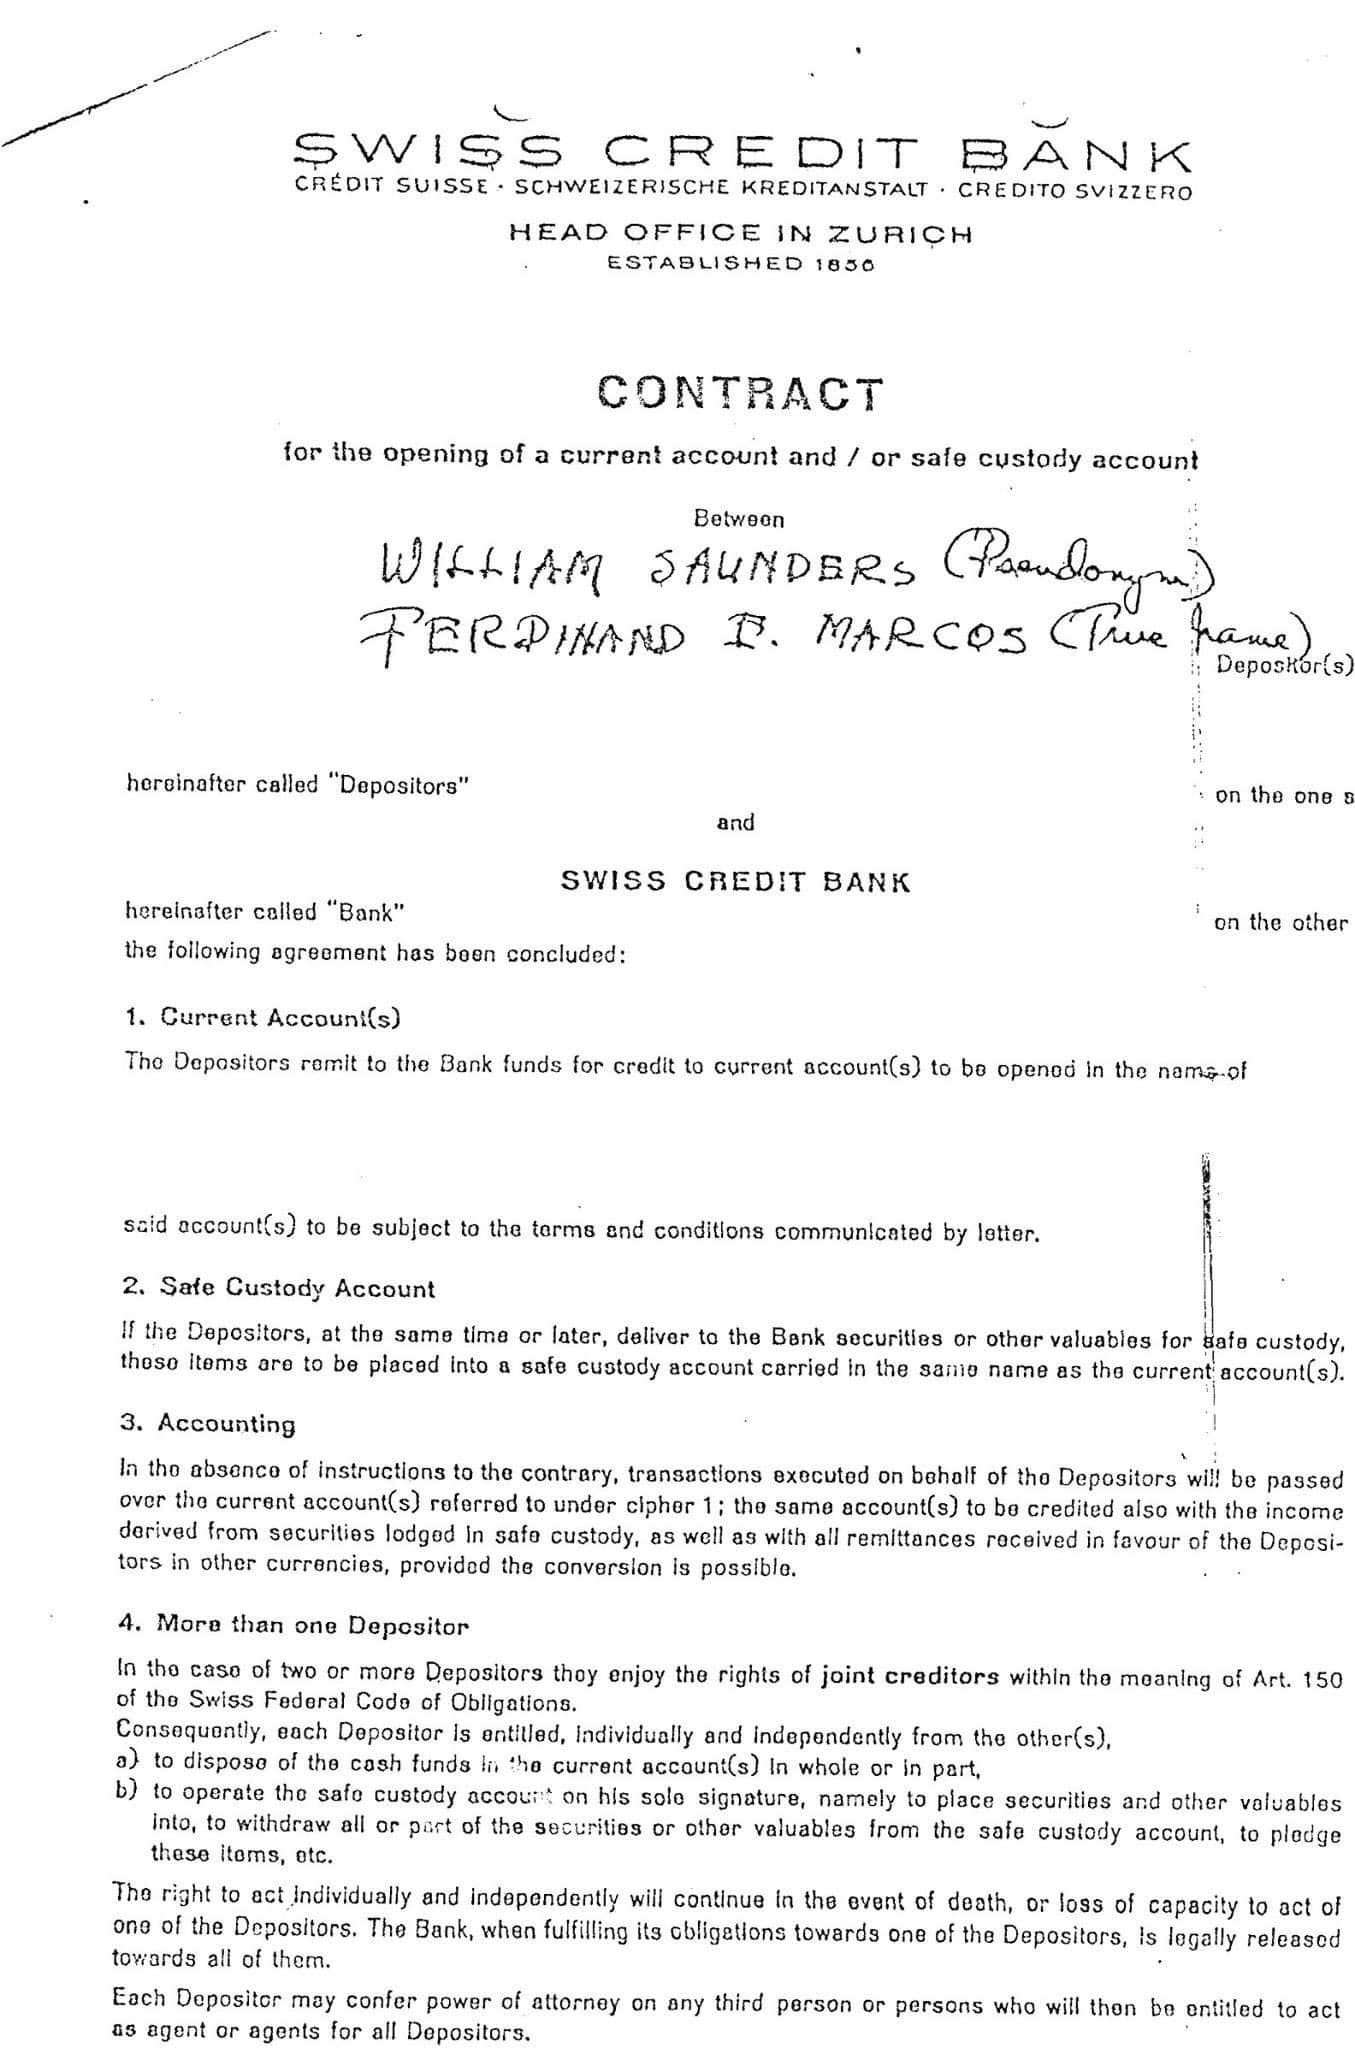 SWISS CREDIT BANK
CRÉDIT SUISSE · SCHWEIZERISCHE KREDITANSTALT · CREDITO SVIZZERO
HEAD OFFICE IN ZURICH
ESTABLISHED 1856
CONTRACT
for the opening of a current account and / or safe custody account
Between
WILLIAM SAUNDERS (Pseudonym)
FERDINAND E. MARCOS (True name)
Depositor(s)
hereinafter called "Depositors"
on the one s
and
SWISS CREDIT BANK
hereinafter called "Bank"
on the other
the following agreement has been concluded:
1. Current Account(s)
The Depositors remit to the Bank funds for credit to current account(s) to be opened in the name of
said account(s) to be subject to the terms and conditions communicated by letter.
2. Safe Custody Account
If the Depositors, at the same time or later, deliver to the Bank securities or other valuables for safe custody,
these items are to be placed into a safe custody account carried in the same name as the current account(s).
3. Accounting
In the absence of instructions to the contrary, transactions executed on behalf of the Depositors will be passed
over the current account(s) referred to under cipher 1; the same account(s) to be credited also with the income
derived from securities lodged in safe custody, as well as with all remittances received in favour of the Deposi-
tors in other currencies, provided the conversion is possible.
4. More than one Depositor
In the case of two or more Depositors they enjoy the rights of joint creditors within the meaning of Art. 150
of the Swiss Federal Code of Obligations.
Consequently, each Depositor is entitled, individually and independently from the other(s),
a) to dispose of the cash funds in the current account(s) in whole or in part,
b) to operate the safe custody account on his sole signature, namely to place securities and other valuables
into, to withdraw all or part of the securities or other valuables from the safe custody account, to pledge
these items, etc.
The right to act individually and independently will continue in the event of death, or loss of capacity to act of
one of the Depositors. The Bank, when fulfilling its obligations towards one of the Depositors, is legally released
towards all of them.
Each Depositor may confer power of attorney on any third person or persons who will then be entitled to act
as agent or agents for all Depositors.